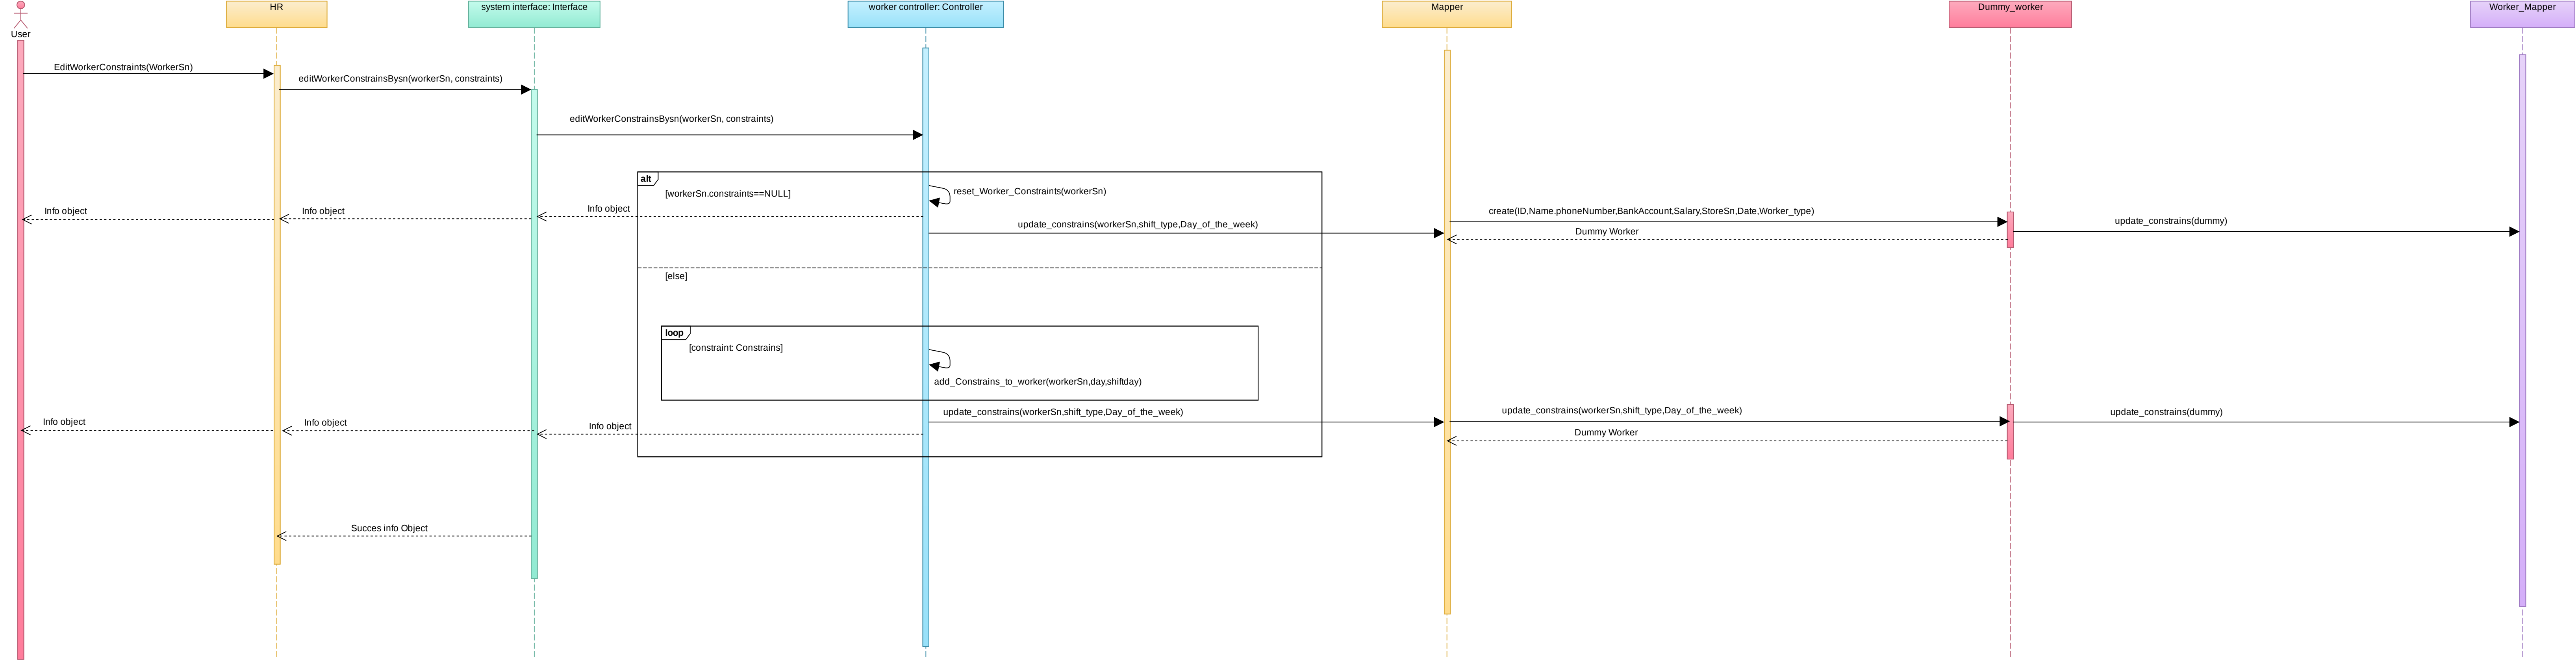 HR
system interface: Interface
worker controller: Controller
Mapper
Dummy_worker
Worker_Mapper
User
EditWorkerConstraints(WorkerSn)
editWorkerConstrainsBysn(workerSn, constraints)
editWorkerConstrainsBysn(workerSn, constraints)
alt
[workerSn.constraints==NULL]
reset_Worker_Constraints(workerSn)
Info object
Info object
Info object
update_constrains(workerSn,shift_type,Day_of_the_week)
create(ID,Name.phoneNumber,BankAccount,Salary,StoreSn,Date,Worker_type)
Dummy Worker
update_constrains(dummy)
[else]
loop
[constraint: Constrains]
add_Constrains_to_worker(workerSn,day,shiftday)
Info object
Info object
Info object
update_constrains(workerSn,shift_type,Day_of_the_week)
update_constrains(workerSn,shift_type,Day_of_the_week)
Dummy Worker
update_constrains(dummy)
Succes info Object